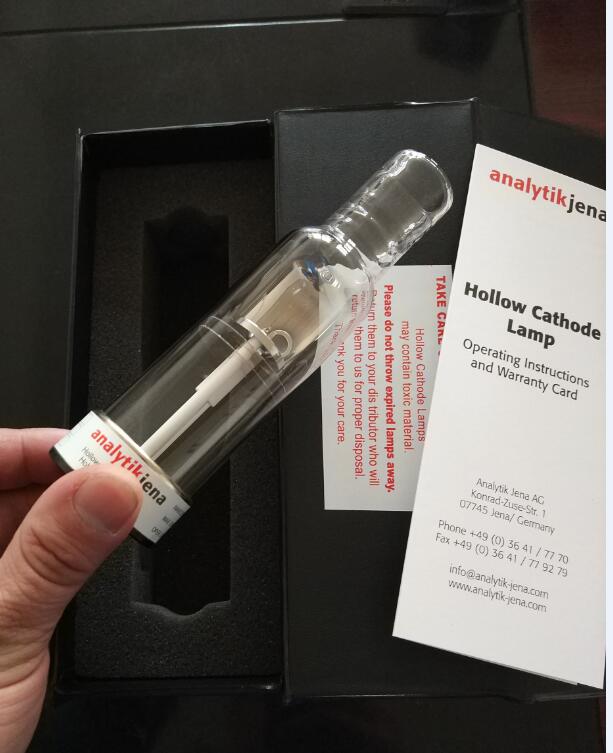 analytikjena
Hollow Cathode
Lamp
Operating Instructions
and Warranty Card
Analytik Jena AG
Konrad-Zuse-Str. 1
07745 Jena/ Germany
Phone +49 (0) 36 41 / 77 70
Fax +49 (0) 36 41 / 77 92 79
info@analytik-jena.com
www.analytik-jena.com
TAKE CARE
Hollow Cathode Lamps
may contain toxic material.
Please do not throw expired lamps away.
Return them to your dis tributor who will
them to us for proper disposal.
you for your care.
analytikjena